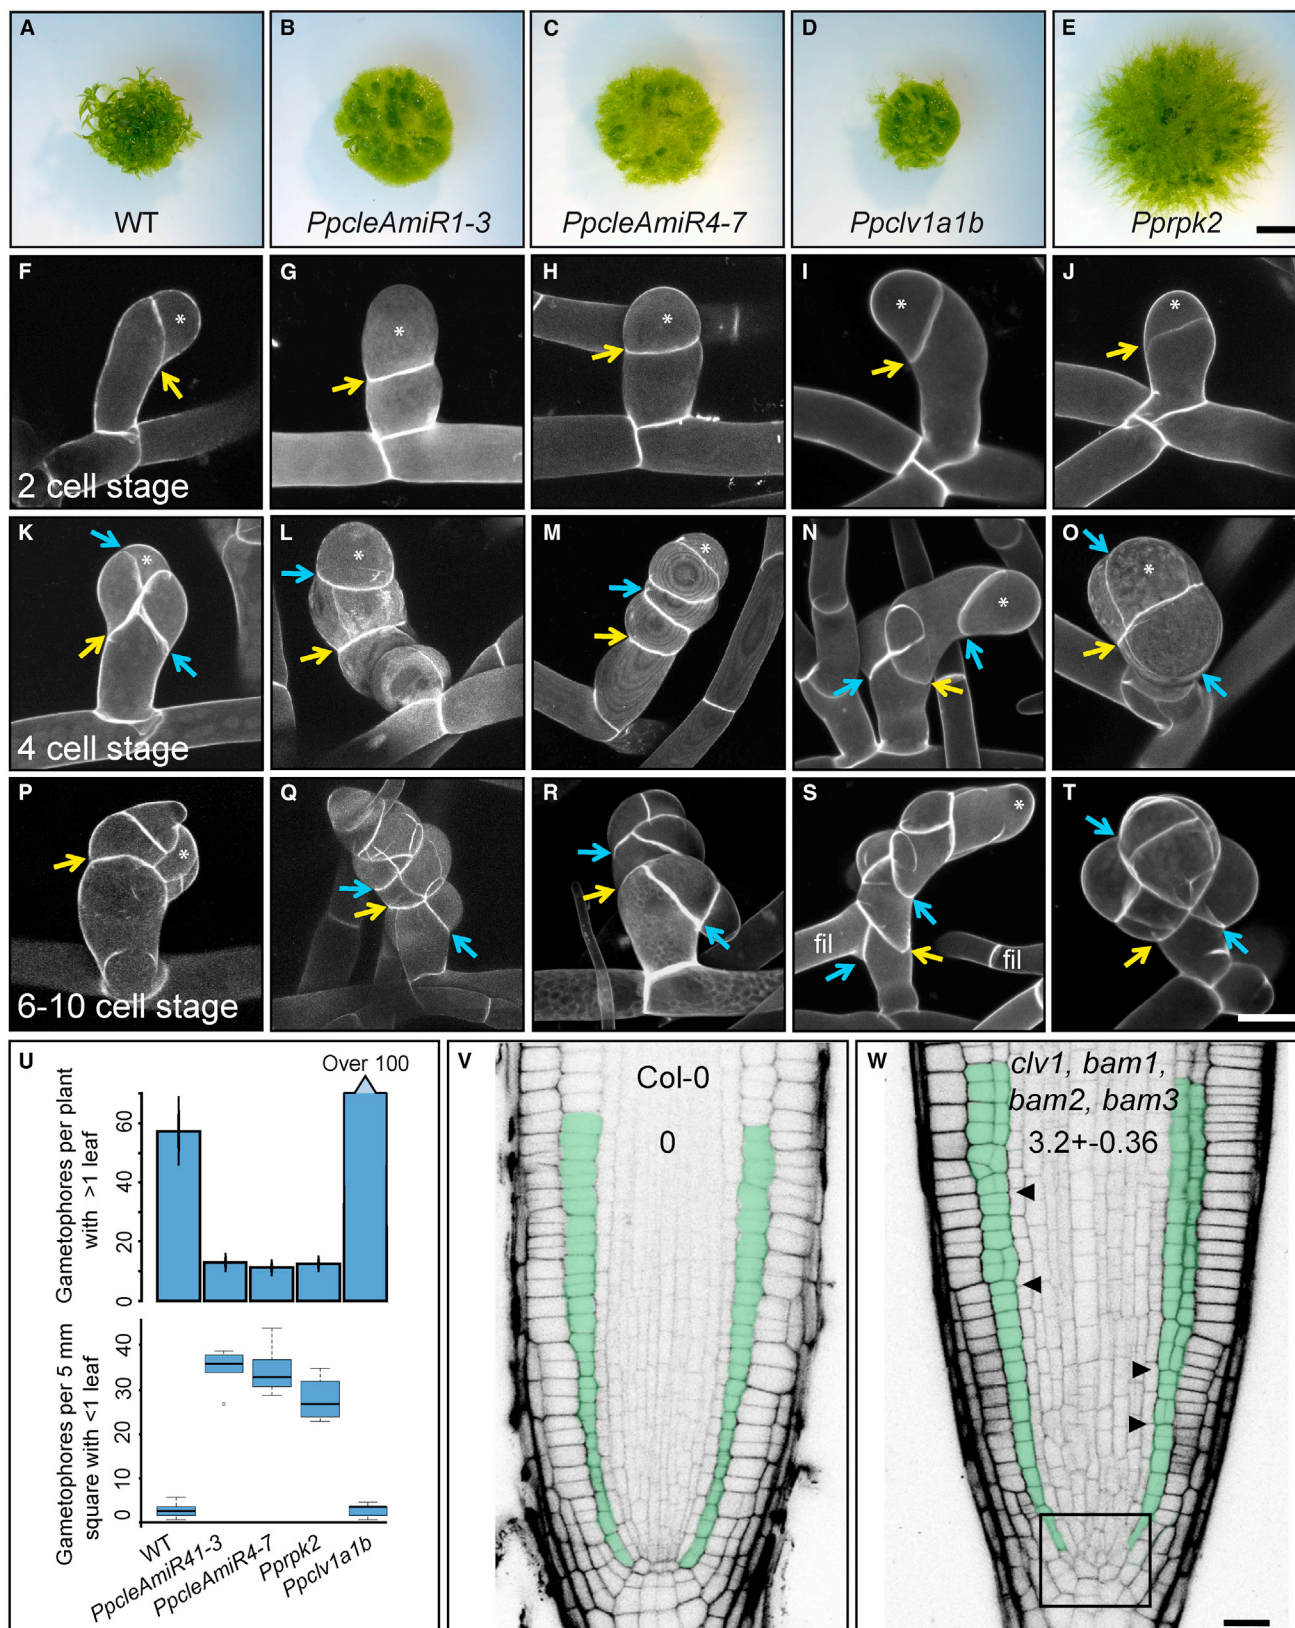 A
B
C
D
E
WT
PpcleAmiR1-3
PpcleAmiR4-7
Ppclv1a1b
Pprpk2
F
G
H
I
J
*
*
*
*
*
2 cell stage
K
L
M
N
O
*
*
*
*
*
4 cell stage
P
Q
R
S
T
*
*
fil
fil
6-10 cell stage
U
Over 100
Gametophores per plant
with >1 leaf
60
40
20
0
Gametophores per 5 mm
square with <1 leaf
40
30
20
10
0
WT
PpcleAmiR41-3
PpcleAmiR4-7
Pprpk2
Ppclv1a1b
V
Col-0
0
W
clv1, bam1,
bam2, bam3
3.2+-0.36